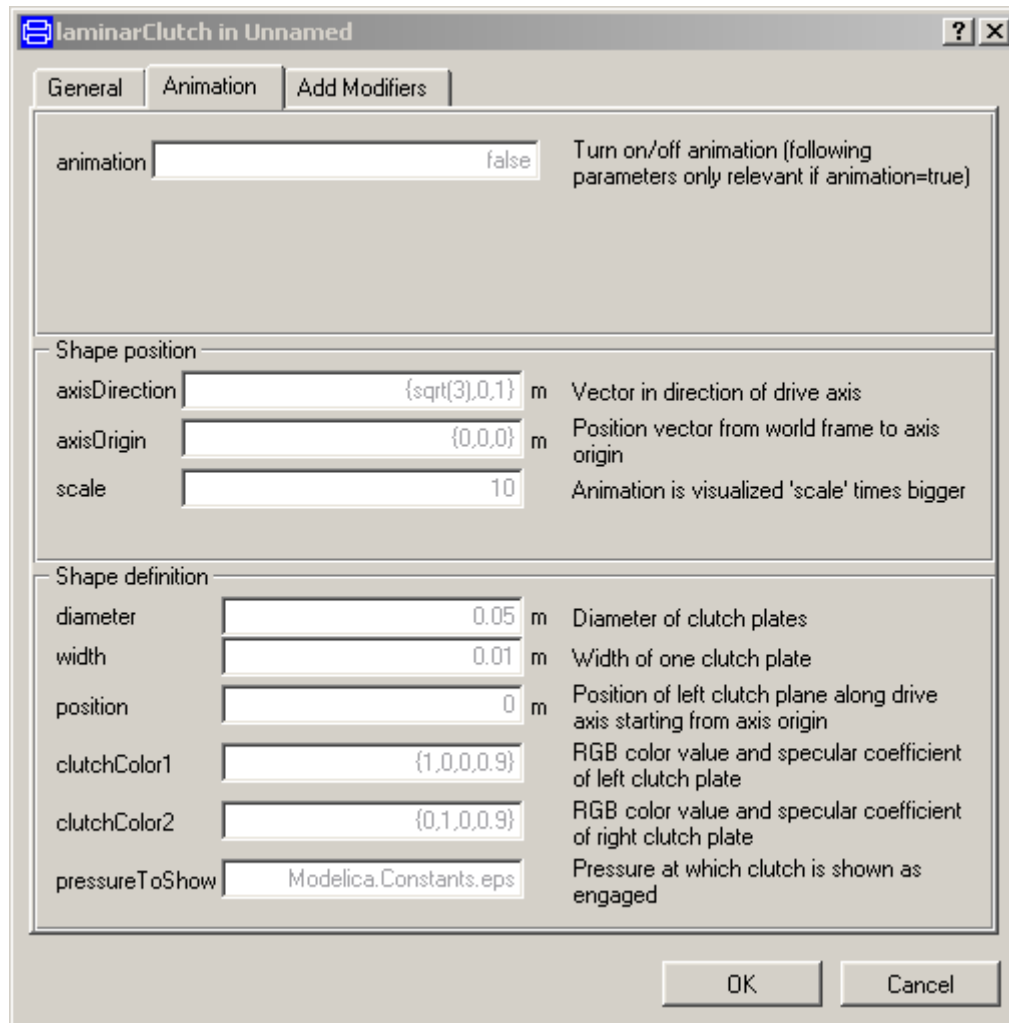 laminarClutch in Unnamed
General Animation Add Modifiers
animation false Turn on/off animation (following
parameters only relevant if animation=true)
Shape position
axisDirection {sqrt(3),0,1} m Vector in direction of drive axis
axisOrigin {0,0,0} m Position vector from world frame to axis
origin
scale 10 Animation is visualized 'scale' times bigger
Shape definition
diameter 0.05 m Diameter of clutch plates
width 0.01 m Width of one clutch plate
position 0 m Position of left clutch plane along drive
axis starting from axis origin
clutchColor1 {1,0,0,0.9} RGB color value and specular coefficient
of left clutch plate
clutchColor2 {0,1,0,0.9} RGB color value and specular coefficient
of right clutch plate
pressureToShow Modelica.Constants.eps Pressure at which clutch is shown as
engaged
OK Cancel